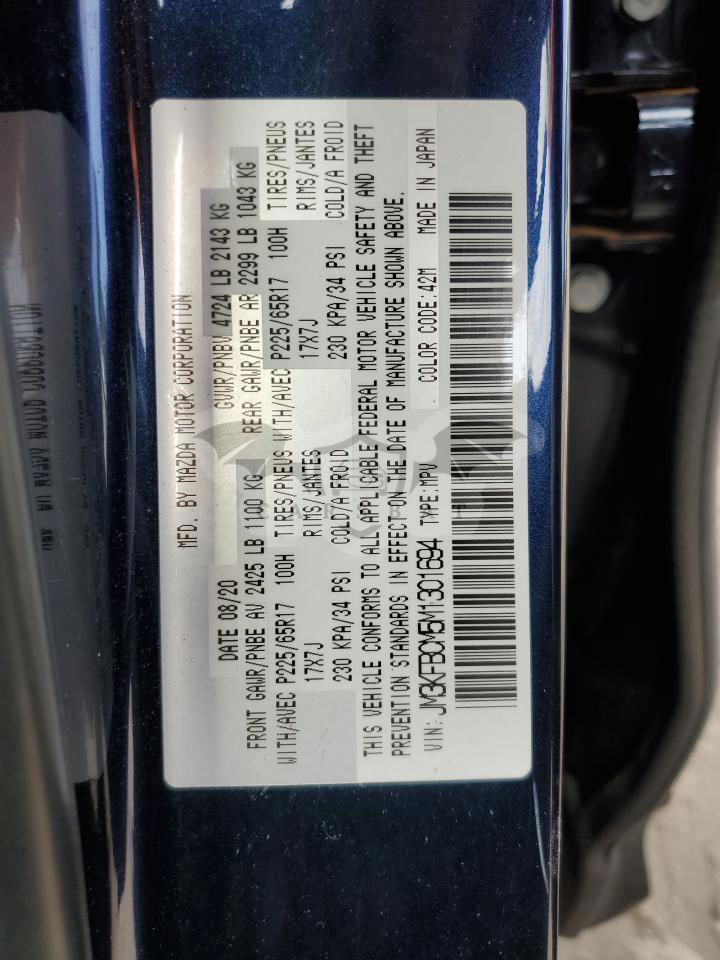 MFD. BY MAZDA MOTOR CORPORATION
DATE 08/20 GVWR/PNBV 4724 LB 2143 KG
FRONT GAWR/PNBE AV 2425 LB 1100 KG REAR GAWR/PNBE AR 2299 LB 1043 KG
WITH/AVEC P225/65R17 100H TIRES/PNEUS WITH/AVEC P225/65R17 100H TIRES/PNEUS
17X7J RIMS/JANTES 17X7J RIMS/JANTES
230 KPA/34 PSI COLD/A FROID 230 KPA/34 PSI COLD/A FROID
THIS VEHICLE CONFORMS TO ALL APPLICABLE FEDERAL MOTOR VEHICLE SAFETY AND THEFT
PREVENTION STANDARDS IN EFFECT ON THE DATE OF MANUFACTURE SHOWN ABOVE.
VIN: JM3KFBCM5M1301694 TYPE: MPV COLOR CODE: 42M MADE IN JAPAN